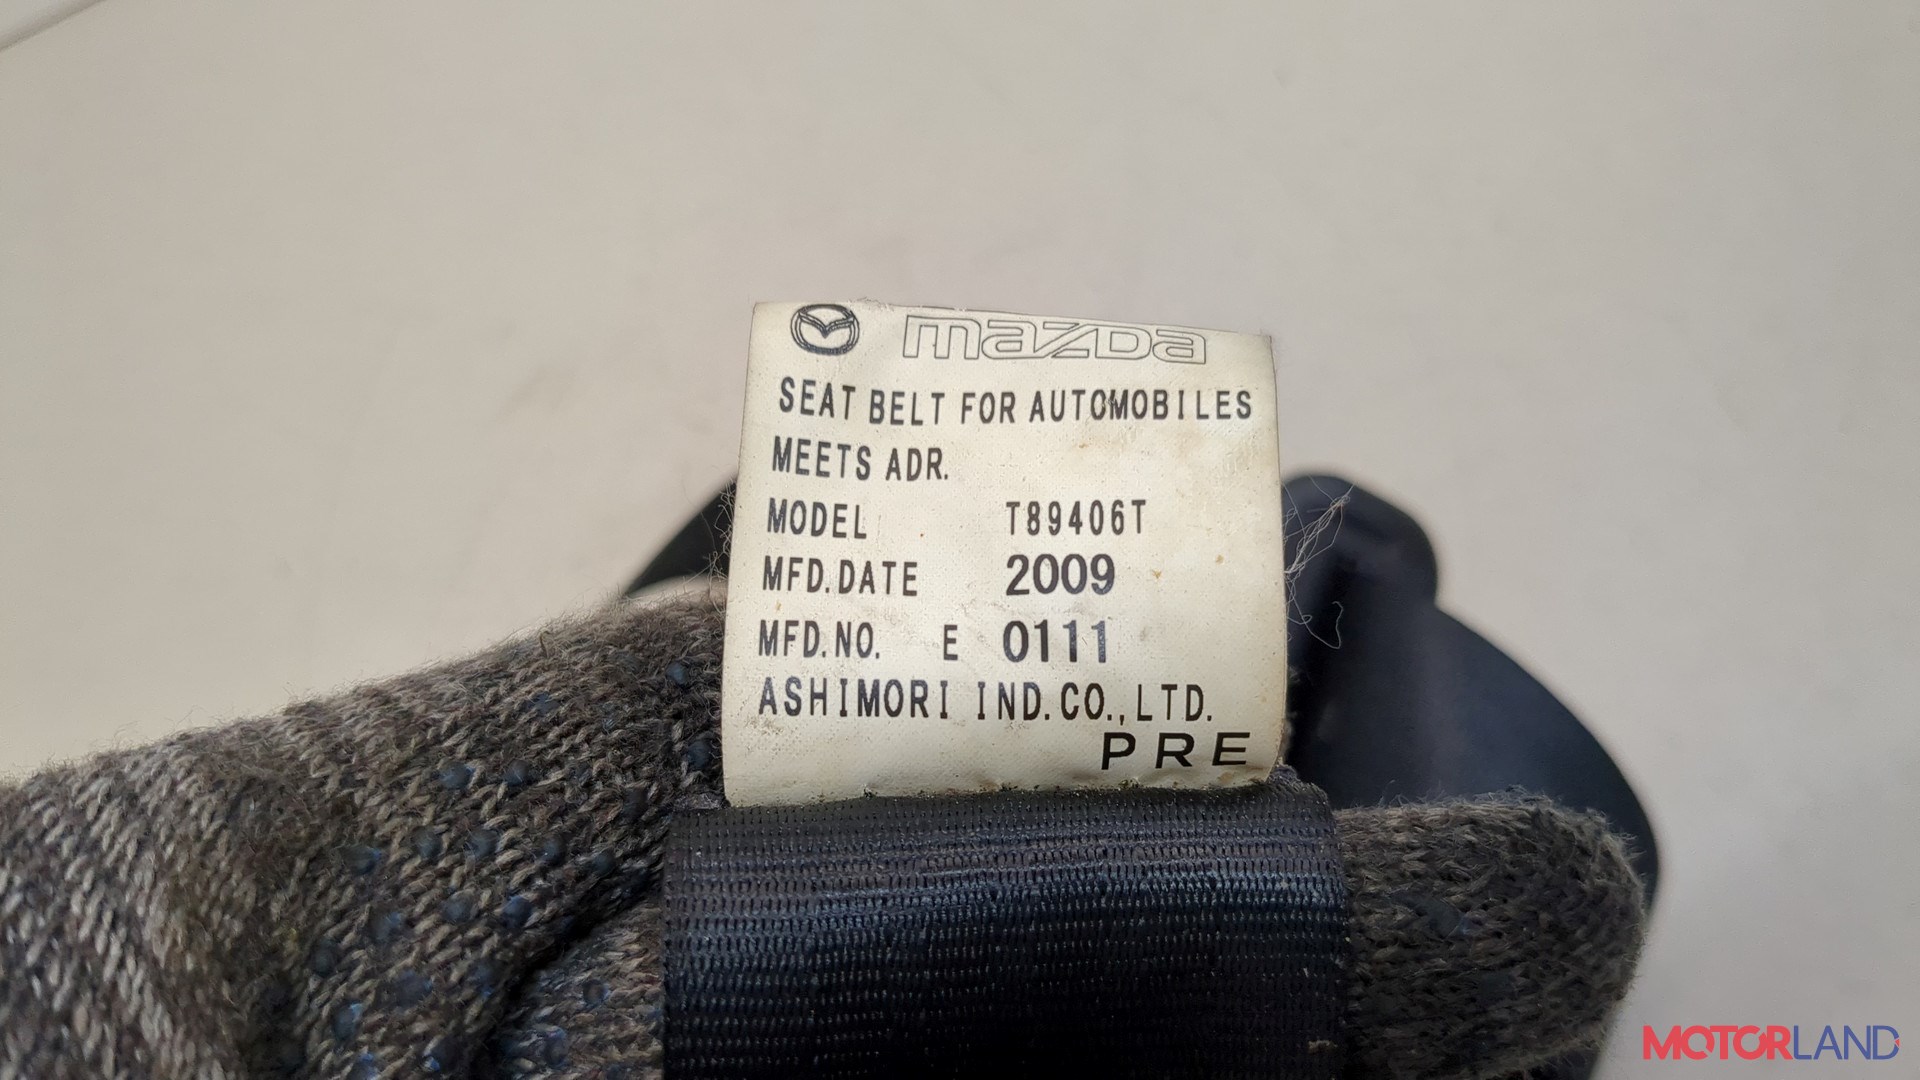 mazda
SEAT BELT FOR AUTOMOBILES
MEETS ADR.
MODEL T89406T
MFD.DATE 2009
MFD.NO. E 0111
ASHIMORI IND.CO.,LTD.
PRE
MOTORLAND